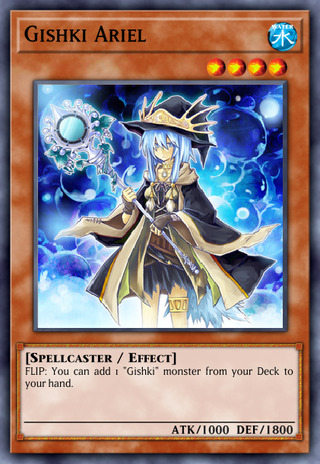 Gishki Ariel
WATER
水
[Spellcaster / Effect]
FLIP: You can add 1 "Gishki" monster from your Deck to
your hand.
ATK/1000 DEF/1800